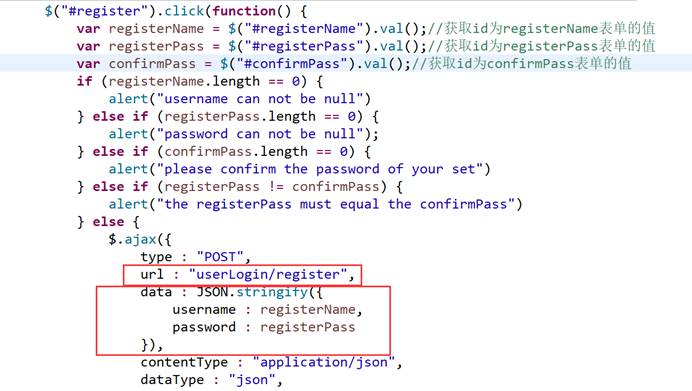 $("#register").click(function() {
var registerName = $("#registerName").val();//获取id为registerName表单的值
var registerPass = $("#registerPass").val();//获取id为registerPass表单的值
var confirmPass = $("#confirmPass").val();//获取id为confirmPass表单的值
if (registerName.length == 0) {
alert("username can not be null")
} else if (registerPass.length == 0) {
alert("password can not be null");
} else if (confirmPass.length == 0) {
alert("please confirm the password of your set")
} else if (registerPass != confirmPass) {
alert("the registerPass must equal the confirmPass")
} else {
$.ajax({
type : "POST",
url : "userLogin/register",
data : JSON.stringify({
username : registerName,
password : registerPass
}),
contentType : "application/json",
dataType : "json",